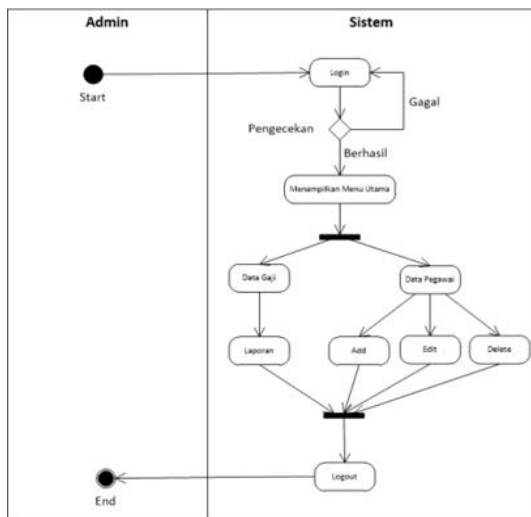 Admin
Sistem
Start
Login
Gagal
Pengecekan
Berhasil
Menampilkan Menu Utama
Data Gaji
Data Pegawai
Laporan
Add
Edit
Delete
Logout
End